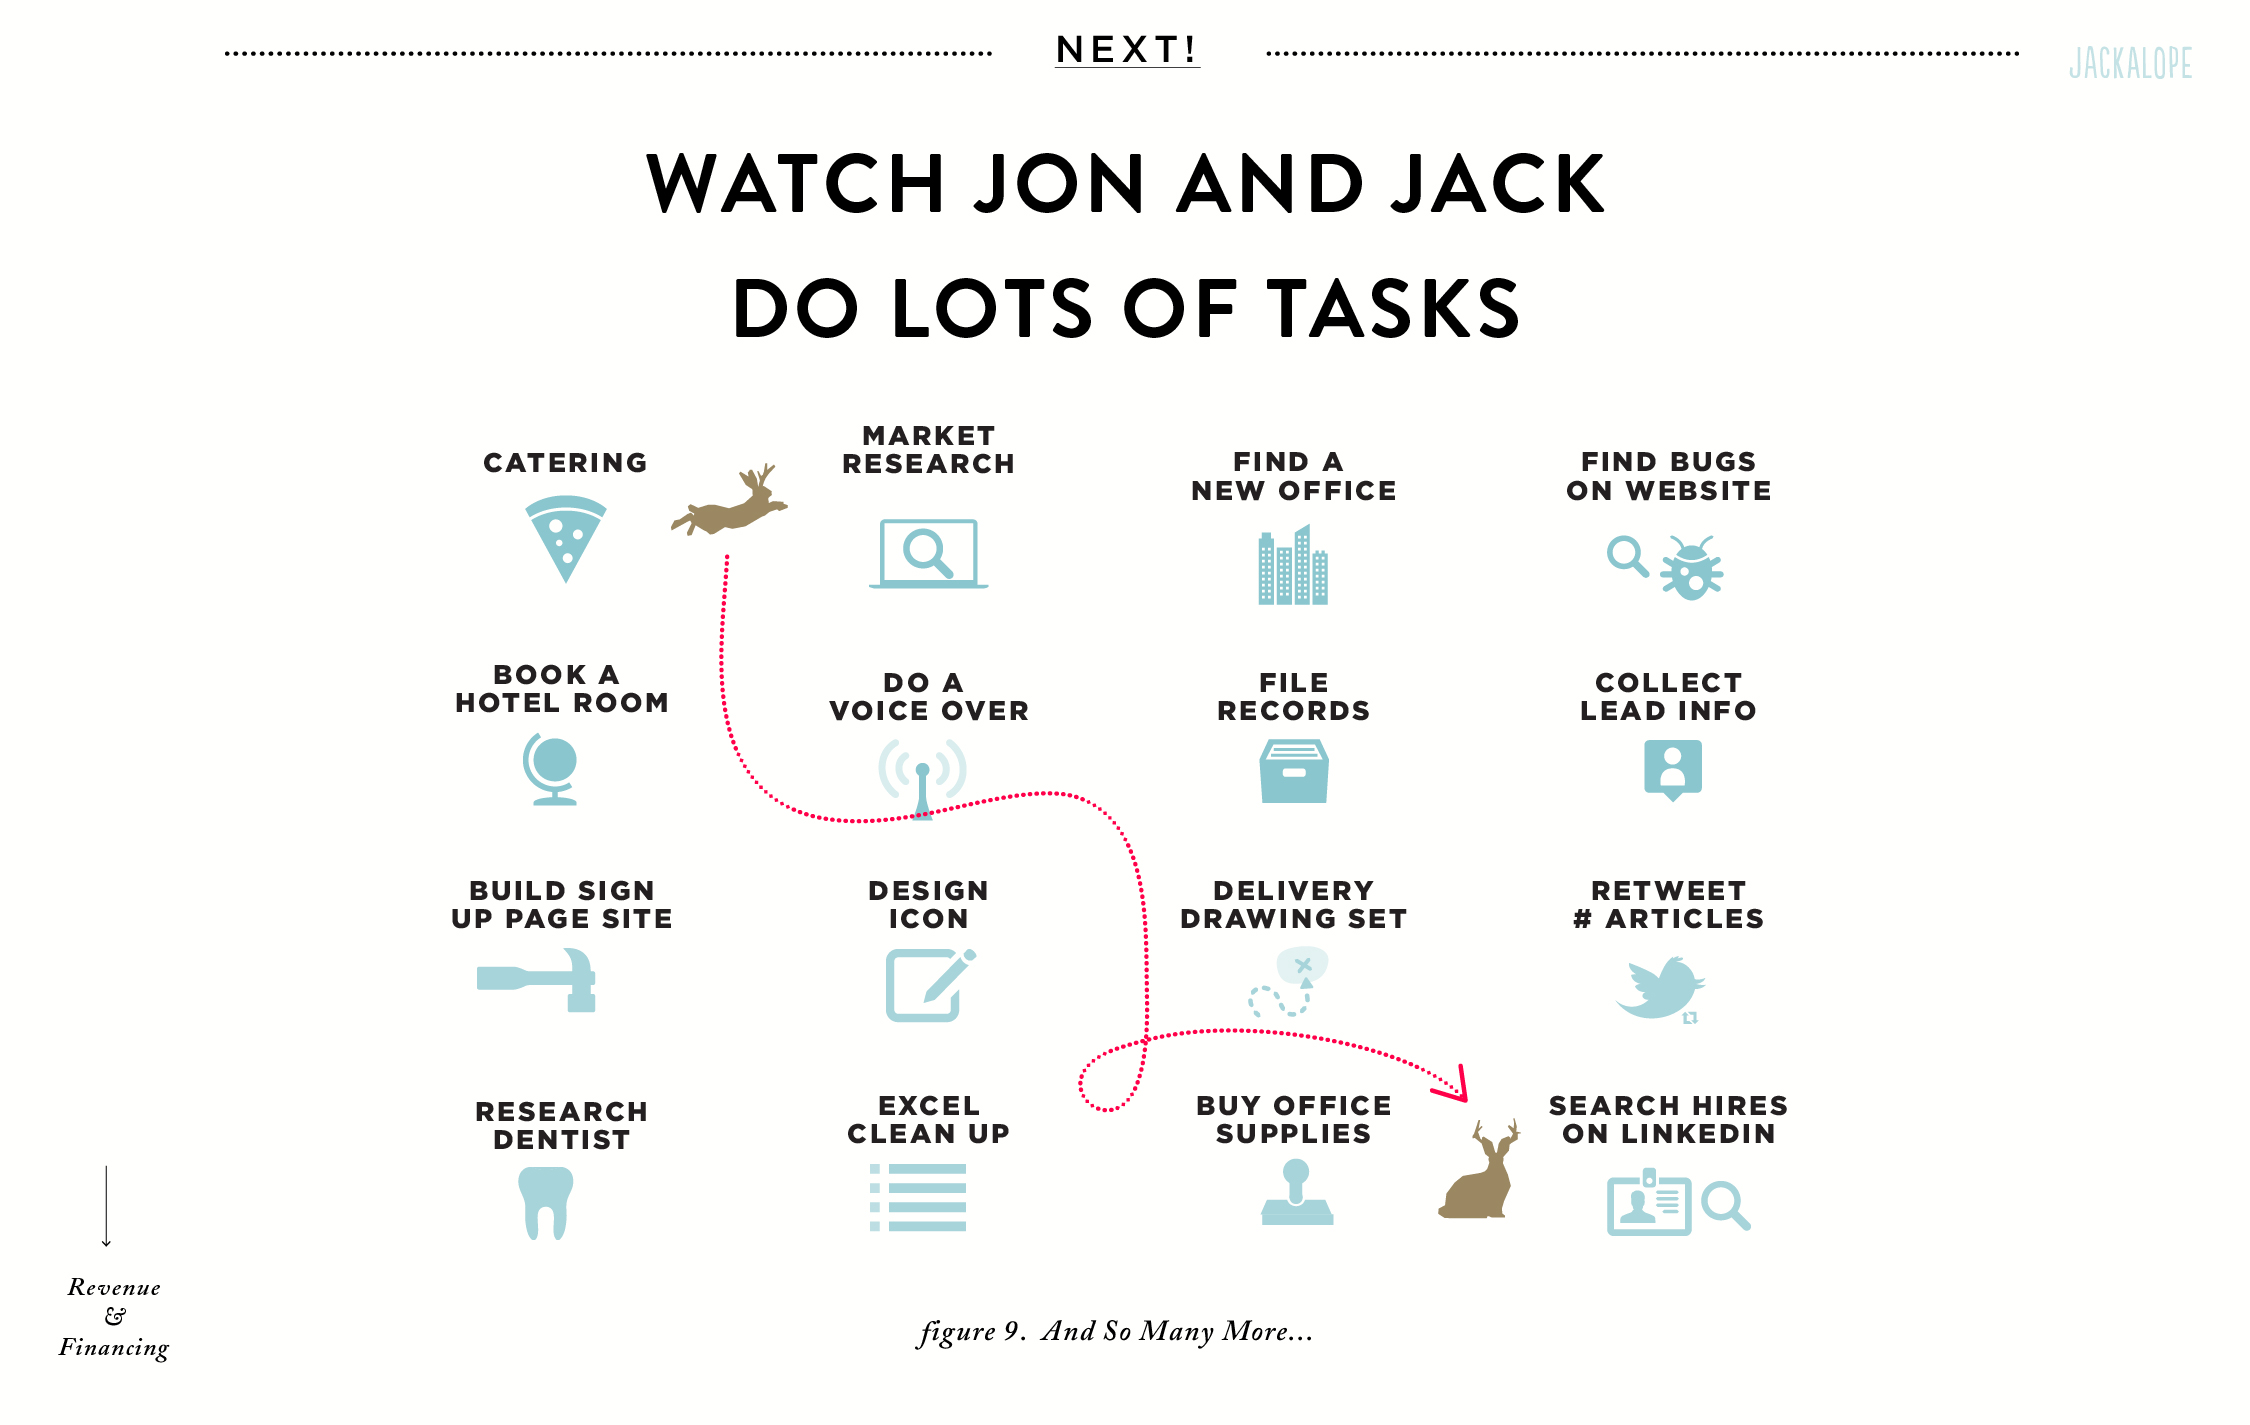 NEXT!
JACKALOPE
WATCH JON AND JACK
DO LOTS OF TASKS
CATERING
MARKET
RESEARCH
FIND A
NEW OFFICE
FIND BUGS
ON WEBSITE
BOOK A
HOTEL ROOM
DO A
VOICE OVER
FILE
RECORDS
COLLECT
LEAD INFO
BUILD SIGN
UP PAGE SITE
DESIGN
ICON
DELIVERY
DRAWING SET
RETWEET
# ARTICLES
RESEARCH
DENTIST
EXCEL
CLEAN UP
BUY OFFICE
SUPPLIES
SEARCH HIRES
ON LINKEDIN
Revenue
&
Financing
figure 9. And So Many More...